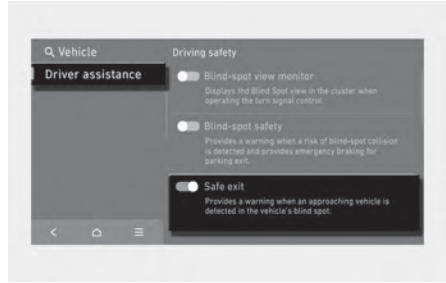 Vehicle
Driving safety
Driver assistance
Blind-spot view monitor
Displays thd Blind Spot view in the cluster when
operating the turn signal control.
Blind-spot safety
Provides a warning when a risk of blind-spot collision
is detected and provides emergency braking for
parking exit.
Safe exit
Provides a warning when an approaching vehicle is
detected in the vehicle's blind spot.